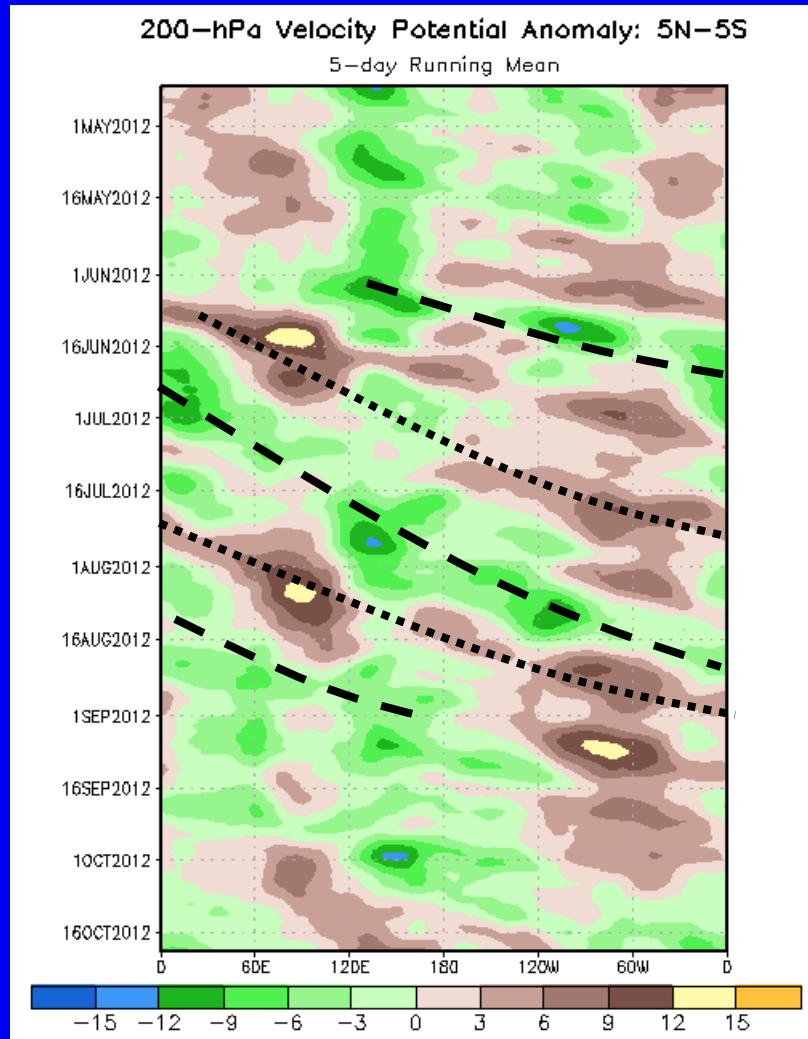 200-hPa Velocity Potential Anomaly: 5N-5S
5-day Running Mean
1MAY2012
16MAY2012
1JUN2012
16JUN2012
1JUL2012
16JUL2012
1AUG2012
16AUG2012
1SEP2012
16SEP2012
1OCT2012
16OCT2012
0 60E 120E 180 120W 60W 0
-15 -12 -9 -6 -3 0 3 6 9 12 15